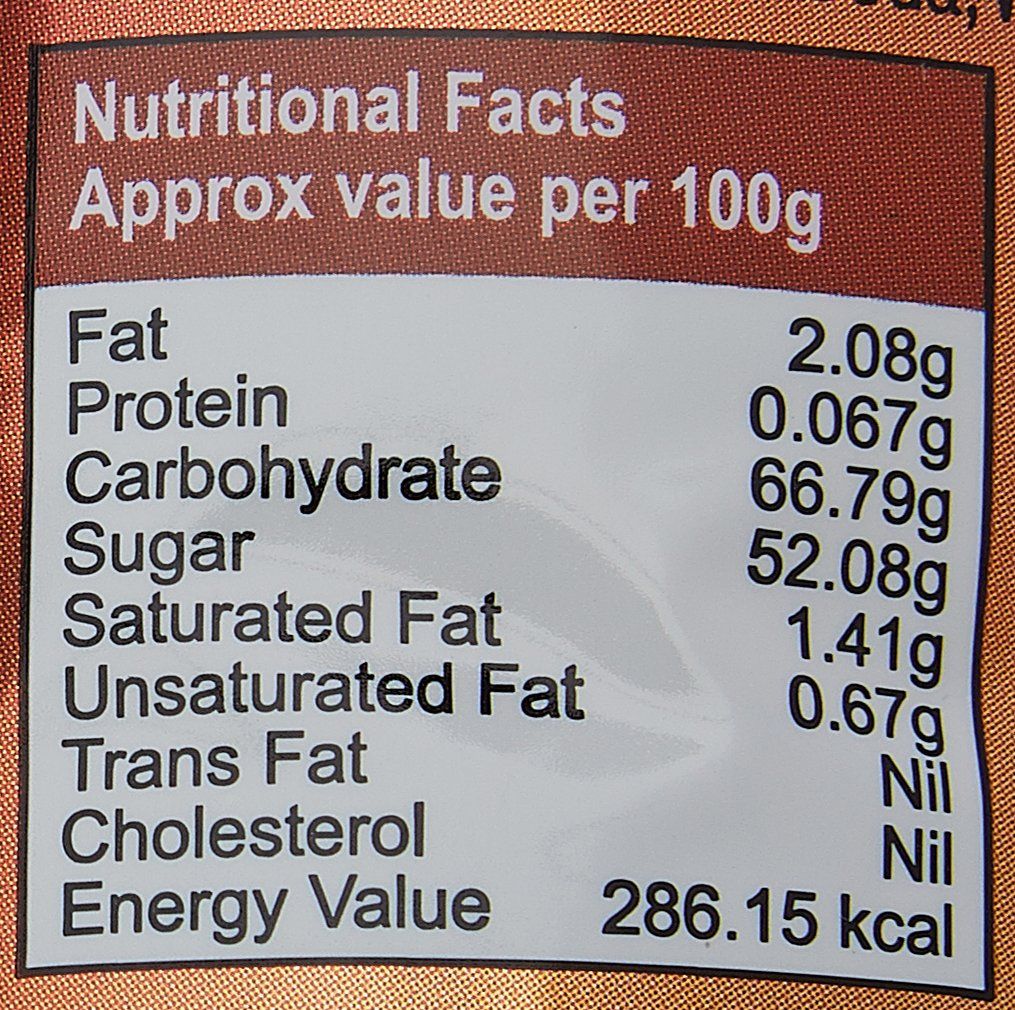 Nutritional Facts
Approx value per 100g
Fat 2.08g
Protein 0.067g
Carbohydrate 66.79g
Sugar 52.08g
Saturated Fat 1.41g
Unsaturated Fat 0.67g
Trans Fat Nil
Cholesterol Nil
Energy Value 286.15 kcal